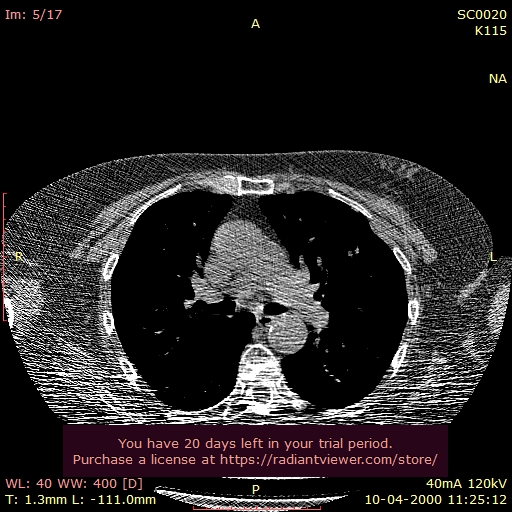 Im: 5/17
SC0020
K115
A
NA
R
L
You have 20 days left in your trial period.
Purchase a license at https://radiantviewer.com/store/
WL: 40 WW: 400 [D]
T: 1.3mm L: -111.0mm
P
40mA 120kV
10-04-2000 11:25:12